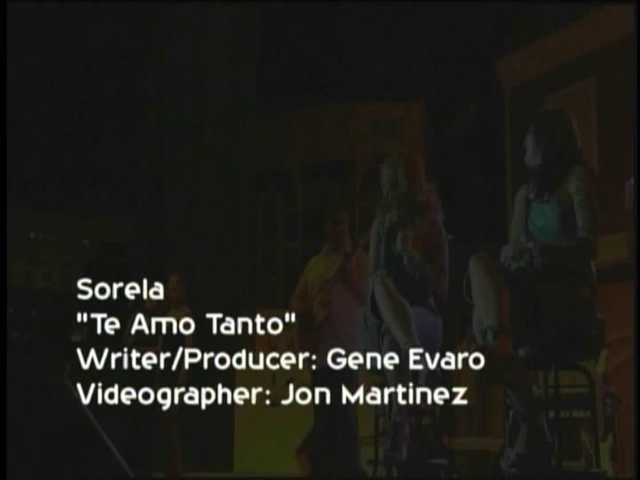 Sorela
"Te Amo Tanto"
Writer/Producer: Gene Evaro
Videographer: Jon Martinez